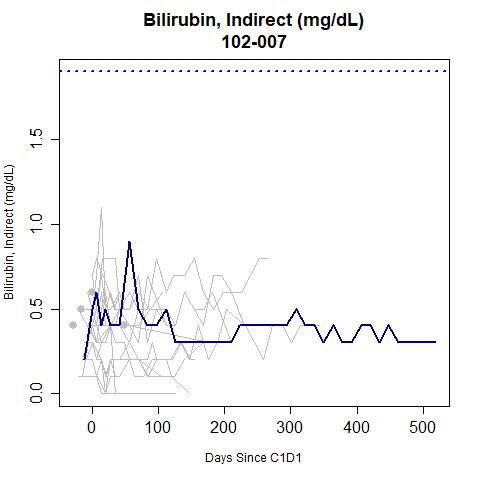 Bilirubin, Indirect (mg/dL)
102-007
Bilirubin, Indirect (mg/dL)
1.5
1.0
0.5
0.0
0 100 200 300 400 500
Days Since C1D1